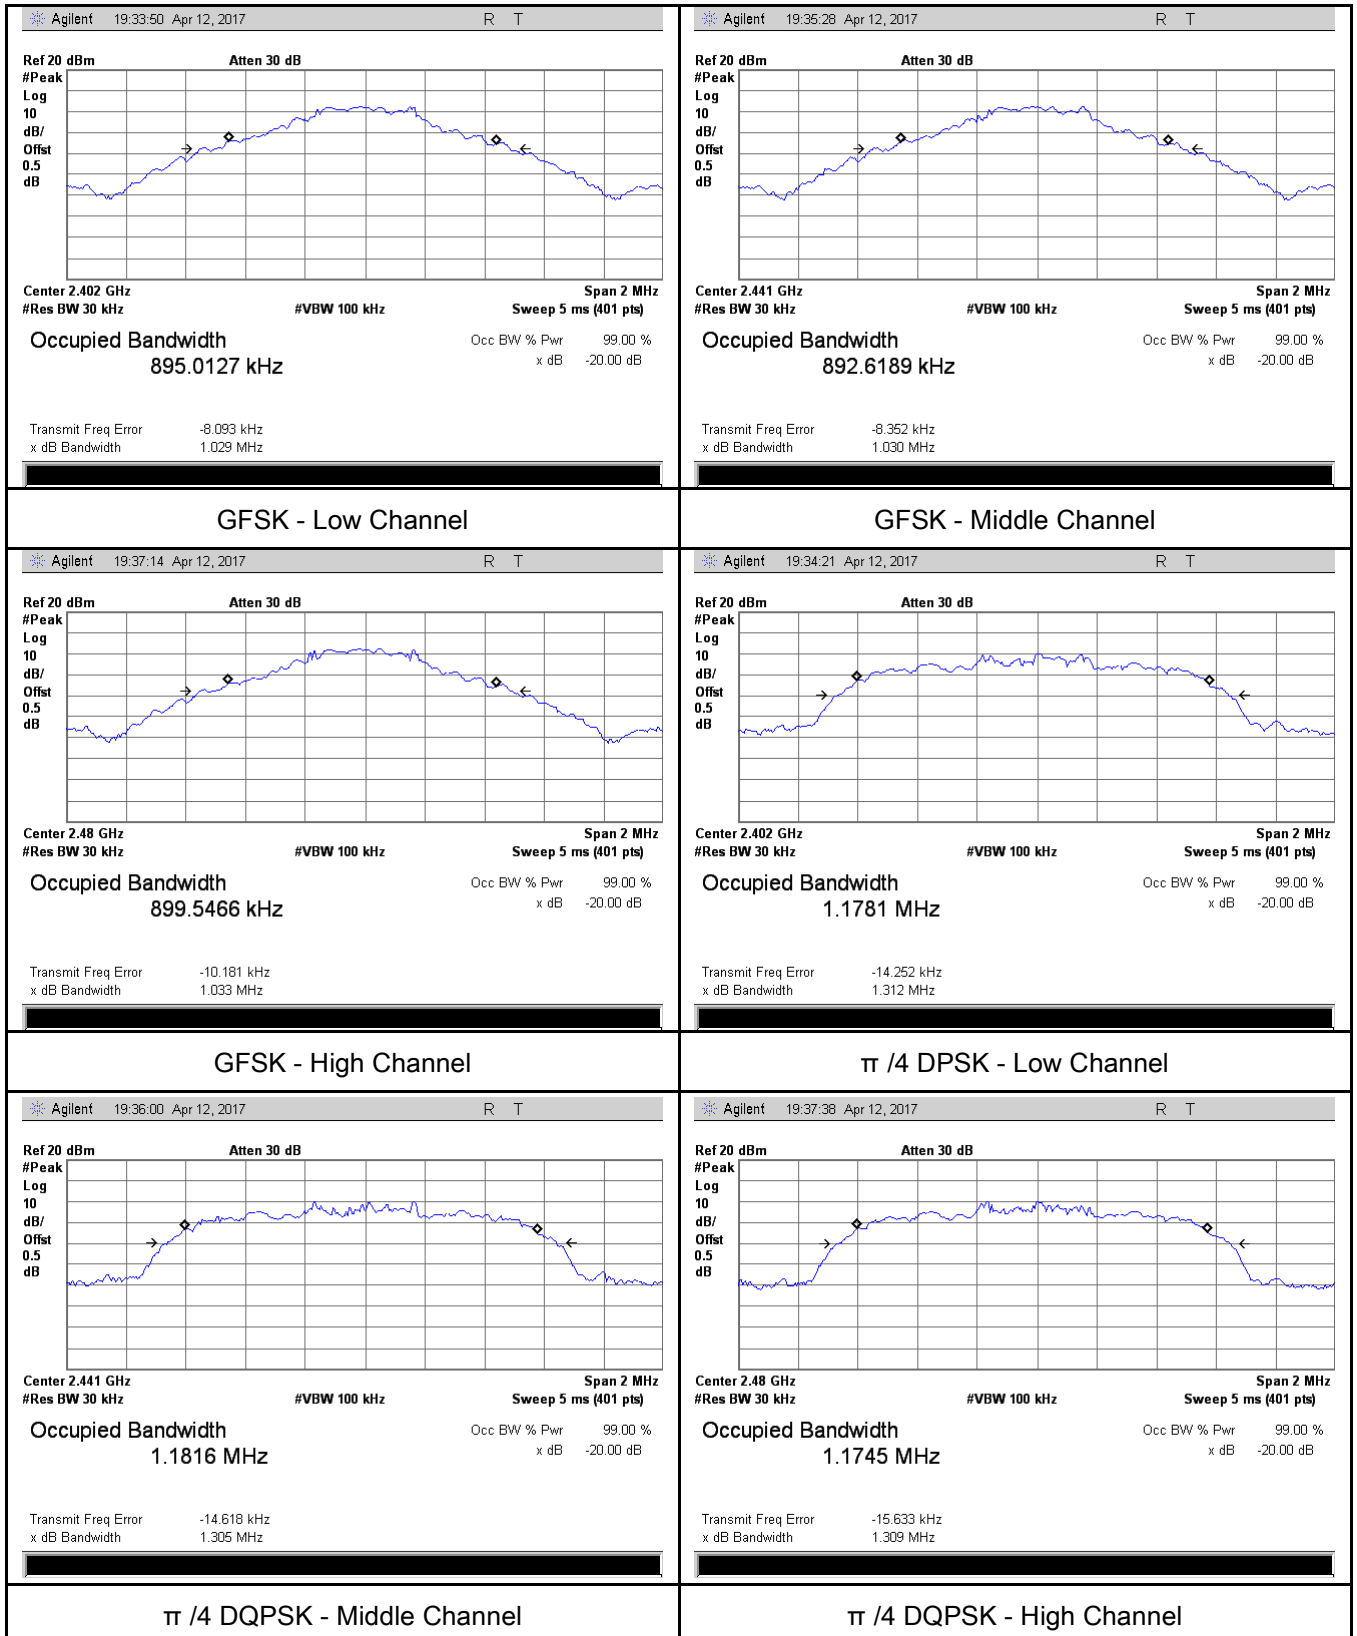 Agilent 19:33:50 Apr 12, 2017 R T
Ref 20 dBm Atten 30 dB
#Peak
Log
10
dB/
Offst
0.5
dB
Center 2.402 GHz Span 2 MHz
#Res BW 30 kHz #VBW 100 kHz Sweep 5 ms (401 pts)
Occupied Bandwidth Occ BW % Pwr 99.00 %
895.0127 kHz x dB -20.00 dB
Transmit Freq Error -8.093 kHz
x dB Bandwidth 1.029 MHz
GFSK - Low Channel
Agilent 19:35:28 Apr 12, 2017 R T
Ref 20 dBm Atten 30 dB
#Peak
Log
10
dB/
Offst
0.5
dB
Center 2.441 GHz Span 2 MHz
#Res BW 30 kHz #VBW 100 kHz Sweep 5 ms (401 pts)
Occupied Bandwidth Occ BW % Pwr 99.00 %
892.6189 kHz x dB -20.00 dB
Transmit Freq Error -8.352 kHz
x dB Bandwidth 1.030 MHz
GFSK - Middle Channel
Agilent 19:37:14 Apr 12, 2017 R T
Ref 20 dBm Atten 30 dB
#Peak
Log
10
dB/
Offst
0.5
dB
Center 2.48 GHz Span 2 MHz
#Res BW 30 kHz #VBW 100 kHz Sweep 5 ms (401 pts)
Occupied Bandwidth Occ BW % Pwr 99.00 %
899.5466 kHz x dB -20.00 dB
Transmit Freq Error -10.181 kHz
x dB Bandwidth 1.033 MHz
GFSK - High Channel
Agilent 19:34:21 Apr 12, 2017 R T
Ref 20 dBm Atten 30 dB
#Peak
Log
10
dB/
Offst
0.5
dB
Center 2.402 GHz Span 2 MHz
#Res BW 30 kHz #VBW 100 kHz Sweep 5 ms (401 pts)
Occupied Bandwidth Occ BW % Pwr 99.00 %
1.1781 MHz x dB -20.00 dB
Transmit Freq Error -14.252 kHz
x dB Bandwidth 1.312 MHz
π /4 DPSK - Low Channel
Agilent 19:36:00 Apr 12, 2017 R T
Ref 20 dBm Atten 30 dB
#Peak
Log
10
dB/
Offst
0.5
dB
Center 2.441 GHz Span 2 MHz
#Res BW 30 kHz #VBW 100 kHz Sweep 5 ms (401 pts)
Occupied Bandwidth Occ BW % Pwr 99.00 %
1.1816 MHz x dB -20.00 dB
Transmit Freq Error -14.618 kHz
x dB Bandwidth 1.305 MHz
π /4 DQPSK - Middle Channel
Agilent 19:37:38 Apr 12, 2017 R T
Ref 20 dBm Atten 30 dB
#Peak
Log
10
dB/
Offst
0.5
dB
Center 2.48 GHz Span 2 MHz
#Res BW 30 kHz #VBW 100 kHz Sweep 5 ms (401 pts)
Occupied Bandwidth Occ BW % Pwr 99.00 %
1.1745 MHz x dB -20.00 dB
Transmit Freq Error -15.633 kHz
x dB Bandwidth 1.309 MHz
π /4 DQPSK - High Channel